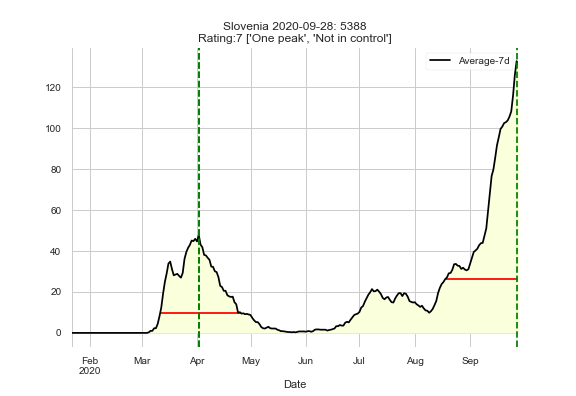 Slovenia 2020-09-28: 5388
Rating:7 ['One peak', 'Not in control']
Average-7d
120
100
80
60
40
20
0
Feb Mar Apr May Jun Jul Aug Sep
2020
Date